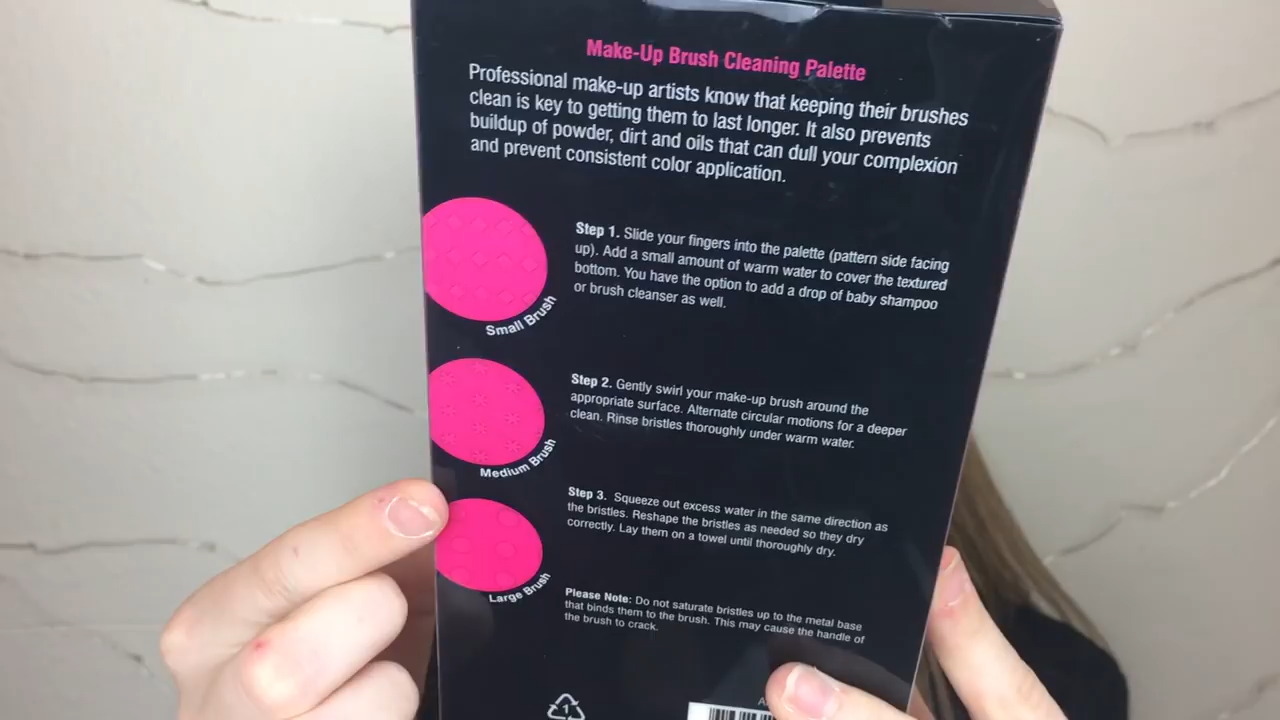 Make-Up Brush Cleaning Palette
Professional make-up artists know that keeping their brushes
clean is key to getting them to last longer. It also prevents
buildup of powder, dirt and oils that can dull your complexion
and prevent consistent color application.
Step 1. Slide your fingers into the palette (pattern side facing
up). Add a small amount of warm water to cover the textured
bottom. You have the option to add a drop of baby shampoo
or brush cleanser as well.
Small Brush
Step 2. Gently swirl your make-up brush around the
appropriate surface. Alternate circular motions for a deeper
clean. Rinse bristles thoroughly under warm water.
Medium Brush
Step 3. Squeeze out excess water in the same direction as
the bristles. Reshape the bristles as needed so they dry
correctly. Lay them on a towel until thoroughly dry.
Large Brush
Please Note: Do not saturate bristles up to the metal base
that binds them to the brush. This may cause the handle of
the brush to crack.
1